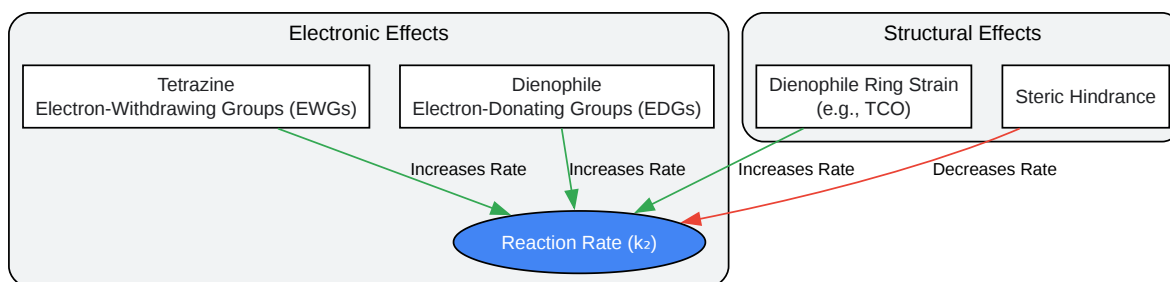 Electronic Effects
Structural Effects
Tetrazine
Electron-Withdrawing Groups (EWGs)
Dienophile
Electron-Donating Groups (EDGs)
Dienophile Ring Strain
(e.g., TCO)
Steric Hindrance
Increases Rate
Increases Rate
Increases Rate
Decreases Rate
Reaction Rate (k₂)